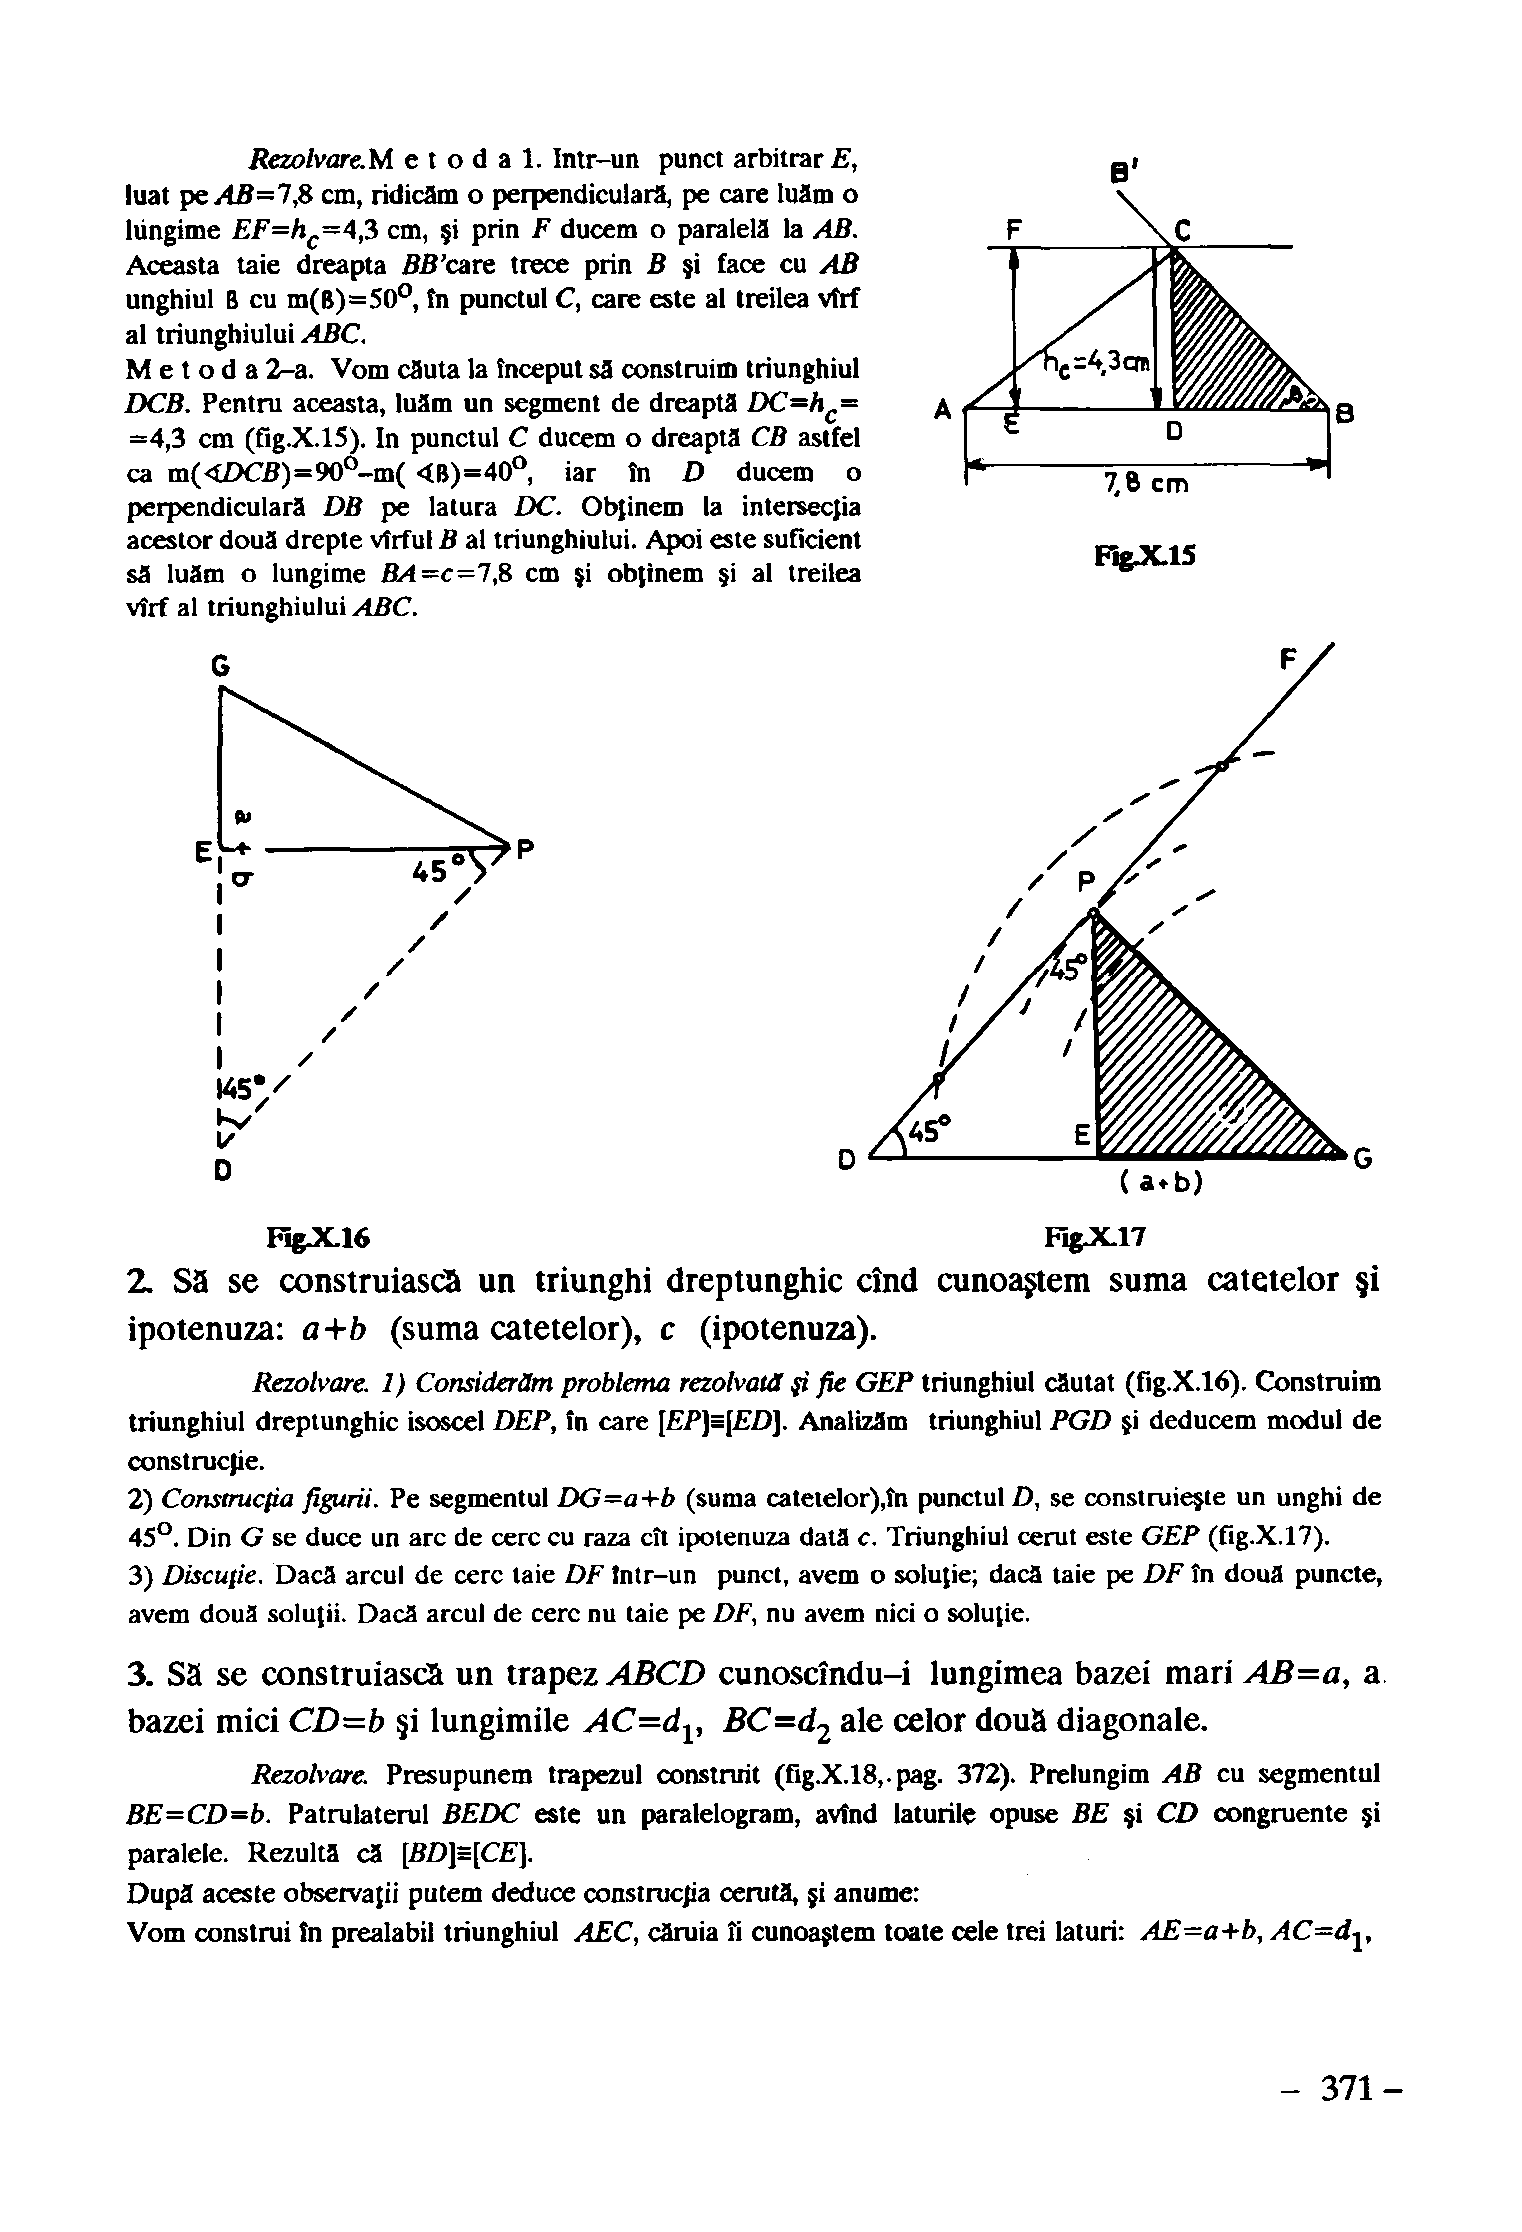 Rezolvare.M e t o d a 1. Intr-un punct arbitrar E,
luat pe AB=7,8 cm, ridicăm o perpendiculară, pe care luăm o
lungime EF=h_c=4,3 cm, şi prin F ducem o paralelă la AB.
Aceasta taie dreapta BB'care trece prin B şi face cu AB
unghiul B cu m(B)=50⁰, în punctul C, care este al treilea vîrf
al triunghiului ABC.
M e t o d a 2-a. Vom căuta la început să construim triunghiul
DCB. Pentru aceasta, luăm un segment de dreaptă DC=h_c=
=4,3 cm (fig.X.15). In punctul C ducem o dreaptă CB astfel
ca m(∢DCB)=90⁰-m( ∢B)=40⁰, iar în D ducem o
perpendiculară DB pe latura DC. Obţinem la intersecţia
acestor două drepte vîrful B al triunghiului. Apoi este suficient
să luăm o lungime BA=c=7,8 cm şi obţinem şi al treilea
vîrf al triunghiului ABC.
B'
F
C
h_c=4,3cm
A
E
D
B
7,8 cm
Fig.X.15
G
a+b
E
P
45⁰
45⁰
D
Fig.X.16
F
P
45⁰
45⁰
E
D
G
( a+b)
Fig.X.17
2. Să se construiască un triunghi dreptunghic cînd cunoaştem suma catetelor şi
ipotenuza: a+b (suma catetelor), c (ipotenuza).
Rezolvare. 1) Considerăm problema rezolvată şi fie GEP triunghiul căutat (fig.X.16). Construim
triunghiul dreptunghic isoscel DEP, în care [EP]≡[ED]. Analizăm triunghiul PGD şi deducem modul de
construcţie.
2) Construcţia figurii. Pe segmentul DG=a+b (suma catetelor),în punctul D, se construieşte un unghi de
45⁰. Din G se duce un arc de cerc cu raza cît ipotenuza dată c. Triunghiul cerut este GEP (fig.X.17).
3) Discuţie. Dacă arcul de cerc taie DF într-un punct, avem o soluţie; dacă taie pe DF în două puncte,
avem două soluţii. Dacă arcul de cerc nu taie pe DF, nu avem nici o soluţie.
3. Să se construiască un trapez ABCD cunoscîndu-i lungimea bazei mari AB=a, a
bazei mici CD=b şi lungimile AC=d₁, BC=d₂ ale celor două diagonale.
Rezolvare. Presupunem trapezul construit (fig.X.18, pag. 372). Prelungim AB cu segmentul
BE=CD=b. Patrulaterul BEDC este un paralelogram, avînd laturile opuse BE şi CD congruente şi
paralele. Rezultă că [BD]≡[CE].
După aceste observaţii putem deduce construcţia cerută, şi anume:
Vom construi în prealabil triunghiul AEC, căruia îi cunoaştem toate cele trei laturi: AE=a+b, AC=d₁,
- 371 -